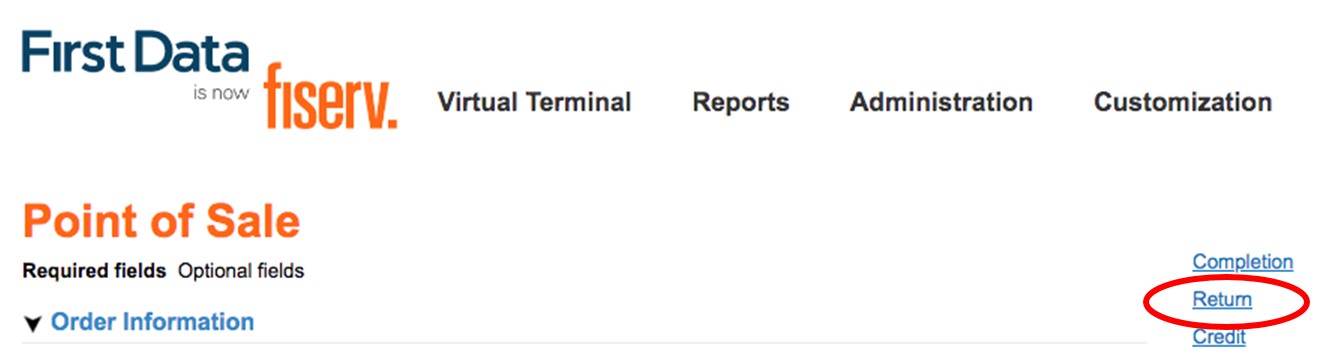 First Data
is now fiserv.
Virtual Terminal Reports Administration Customization
Point of Sale
Required fields Optional fields
Completion
Return
Order Information
Credit